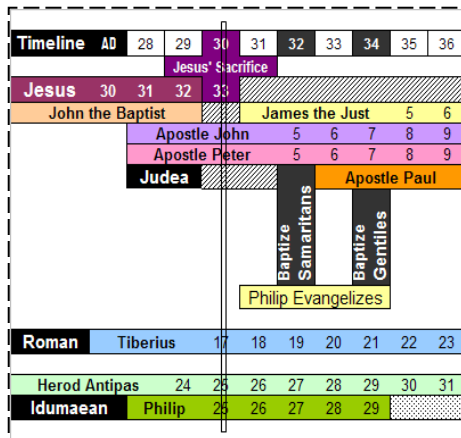 Timeline AD 28 29 30 31 32 33 34 35 36
Jesus' Sacrifice
Jesus 30 31 32 33
John the Baptist James the Just 5 6
Apostle John 5 6 7 8 9
Apostle Peter 5 6 7 8 9
Judea Apostle Paul
Baptize
Samaritans
Baptize
Gentiles
Philip Evangelizes
Roman Tiberius 17 18 19 20 21 22 23
Herod Antipas 24 25 26 27 28 29 30 31
Idumaean Philip 25 26 27 28 29